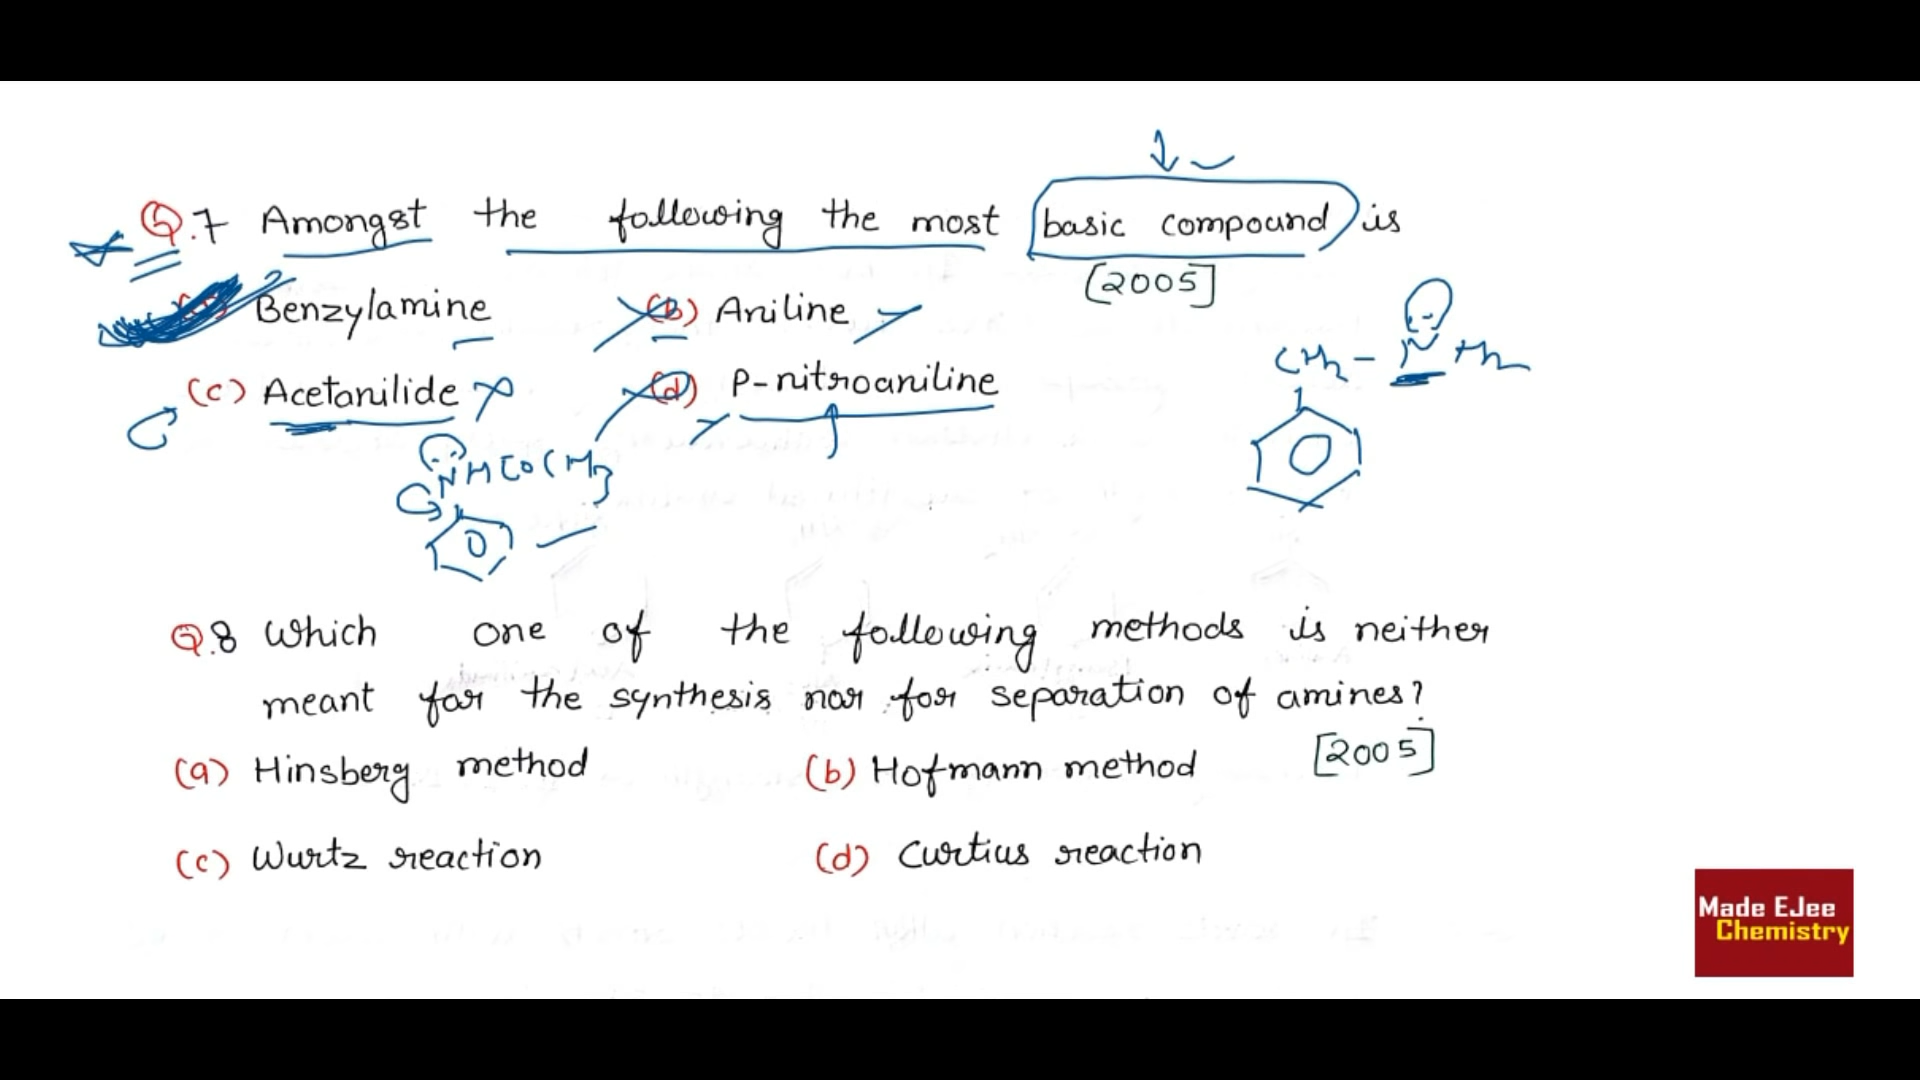 Q.7 Amongst the following the most basic compound is
[2005]
Benzylamine (b) Aniline
(c) Acetanilide (d) P-nitroaniline
CH2 - NH2
NHCOCH3
Q.8 Which one of the following methods is neither
meant for the synthesis nor for separation of amines?
[2005]
(a) Hinsberg method (b) Hofmann method
(c) Wurtz reaction (d) Curtius reaction
Made EJee
Chemistry